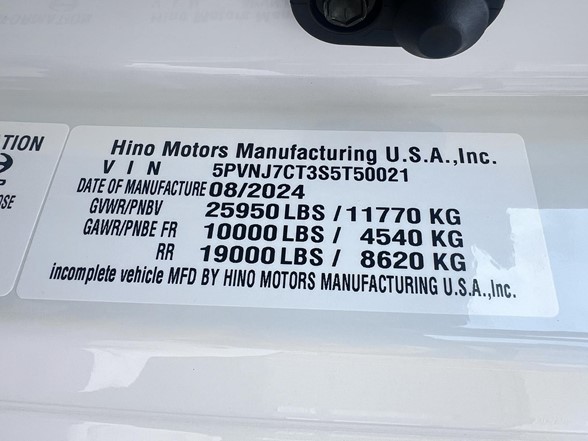 TION
Hino Motors Manufacturing U.S.A.,Inc.
V I N 5PVNJ7CT3S5T50021
DATE OF MANUFACTURE 08/2024
GVWR/PNBV 25950 LBS / 11770 KG
GAWR/PNBE FR 10000 LBS / 4540 KG
RR 19000 LBS / 8620 KG
incomplete vehicle MFD BY HINO MOTORS MANUFACTURING U.S.A.,Inc.